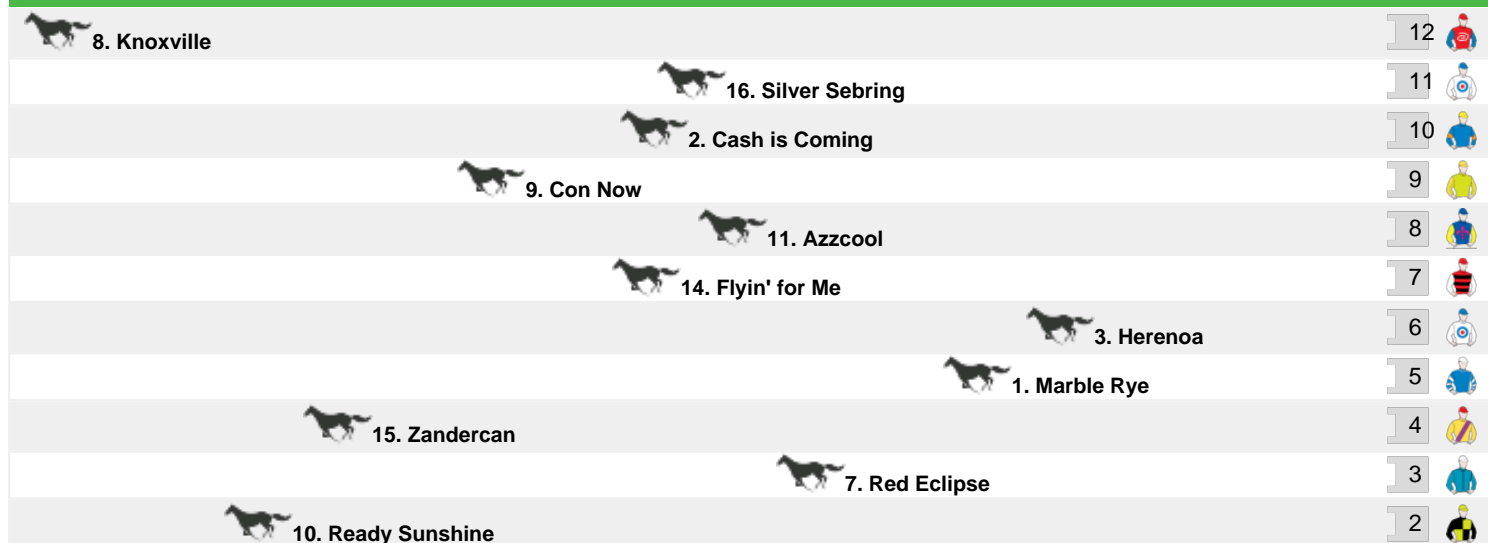 8. Knoxville 12
16. Silver Sebring 11
2. Cash is Coming 10
9. Con Now 9
11. Azzcool 8
14. Flyin' for Me 7
3. Herenoa 6
1. Marble Rye 5
15. Zandercan 4
7. Red Eclipse 3
10. Ready Sunshine 2